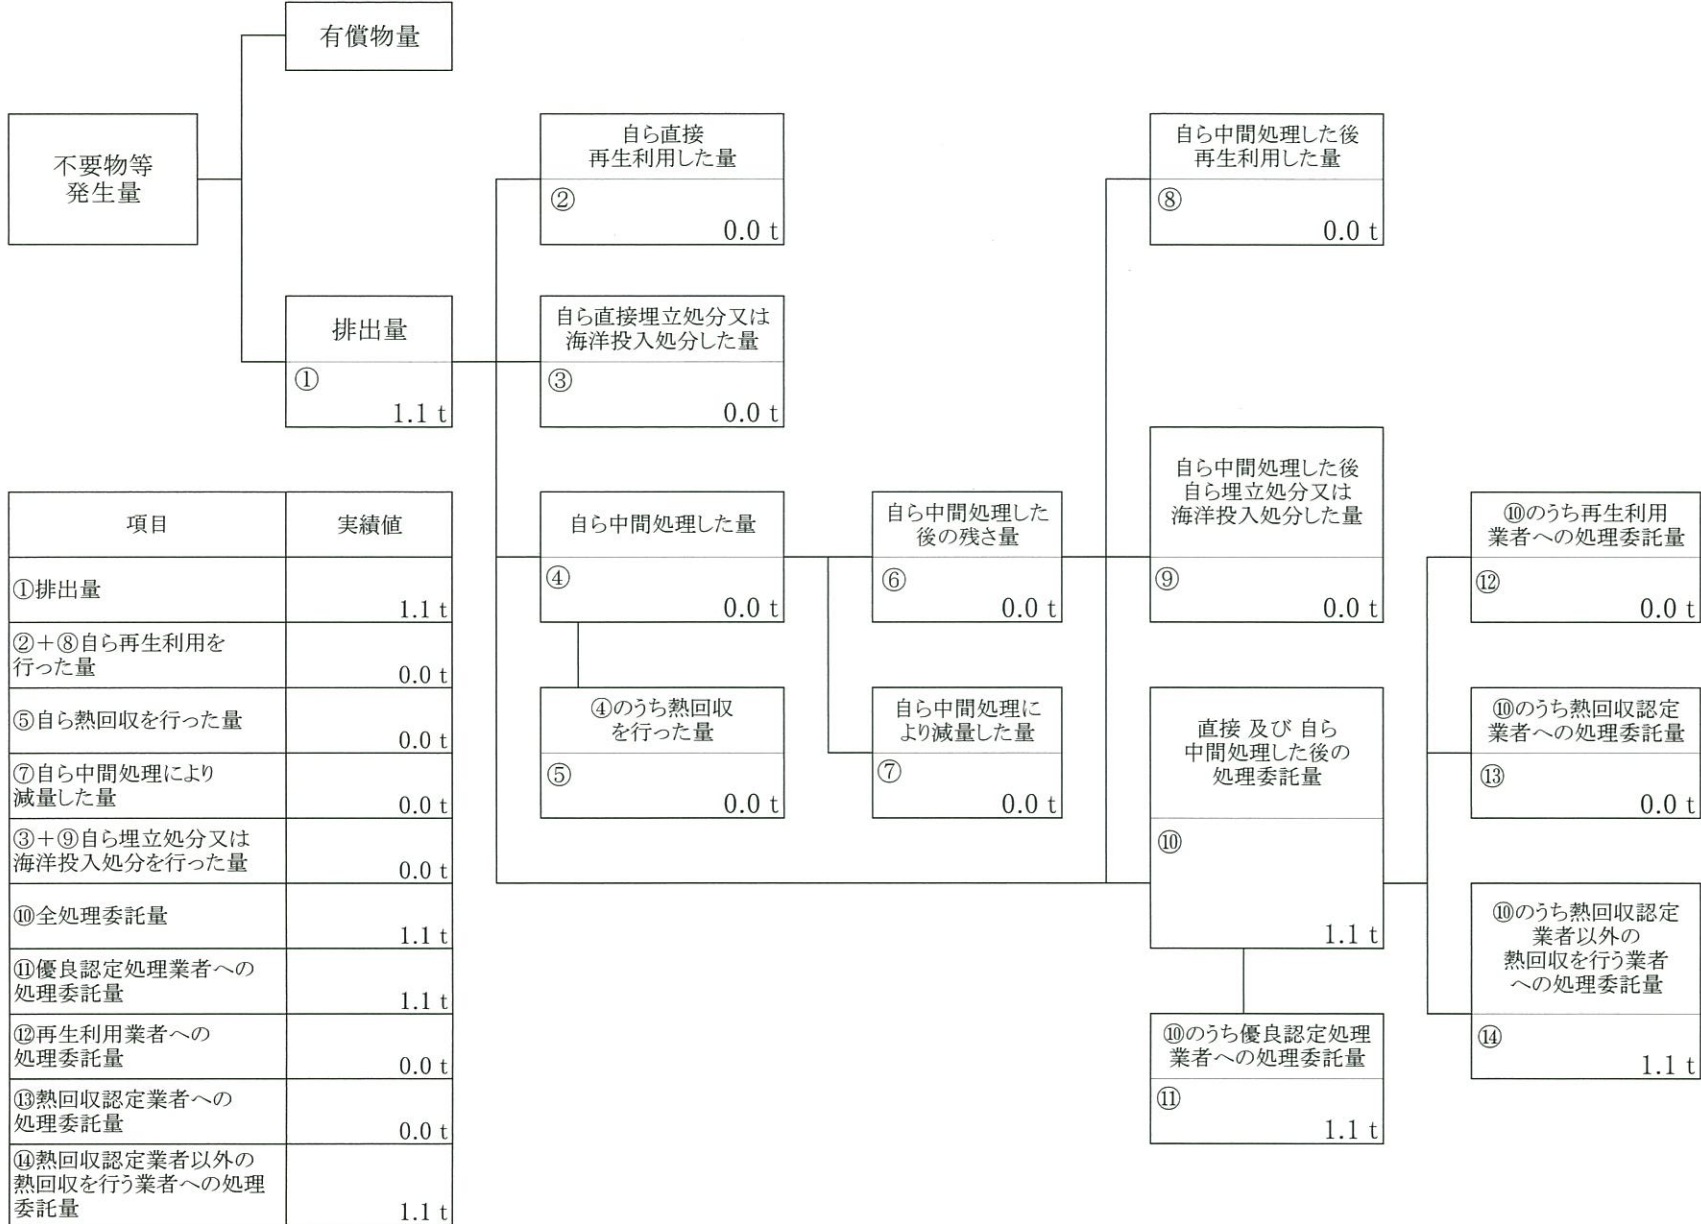 有償物量
不要物等
発生量
排出量
①
1.1 t
自ら直接
再生利用した量
②
0.0 t
自ら直接埋立処分又は
海洋投入処分した量
③
0.0 t
自ら中間処理した量
④
0.0 t
④のうち熱回収
を行った量
⑤
0.0 t
自ら中間処理した
後の残さ量
⑥
0.0 t
自ら中間処理に
より減量した量
⑦
0.0 t
自ら中間処理した後
再生利用した量
⑧
0.0 t
自ら中間処理した後
自ら埋立処分又は
海洋投入処分した量
⑨
0.0 t
直接 及び 自ら
中間処理した後の
処理委託量
⑩
1.1 t
⑩のうち優良認定処理
業者への処理委託量
⑪
1.1 t
⑩のうち再生利用
業者への処理委託量
⑫
0.0 t
⑩のうち熱回収認定
業者への処理委託量
⑬
0.0 t
⑩のうち熱回収認定
業者以外の
熱回収を行う業者
への処理委託量
⑭
1.1 t
項目 実績値
①排出量
1.1 t
②+⑧自ら再生利用を
行った量
0.0 t
⑤自ら熱回収を行った量
0.0 t
⑦自ら中間処理により
減量した量
0.0 t
③+⑨自ら埋立処分又は
海洋投入処分を行った量
0.0 t
⑩全処理委託量
1.1 t
⑪優良認定処理業者への
処理委託量
1.1 t
⑫再生利用業者への
処理委託量
0.0 t
⑬熱回収認定業者への
処理委託量
0.0 t
⑭熱回収認定業者以外の
熱回収を行う業者への処理
委託量
1.1 t